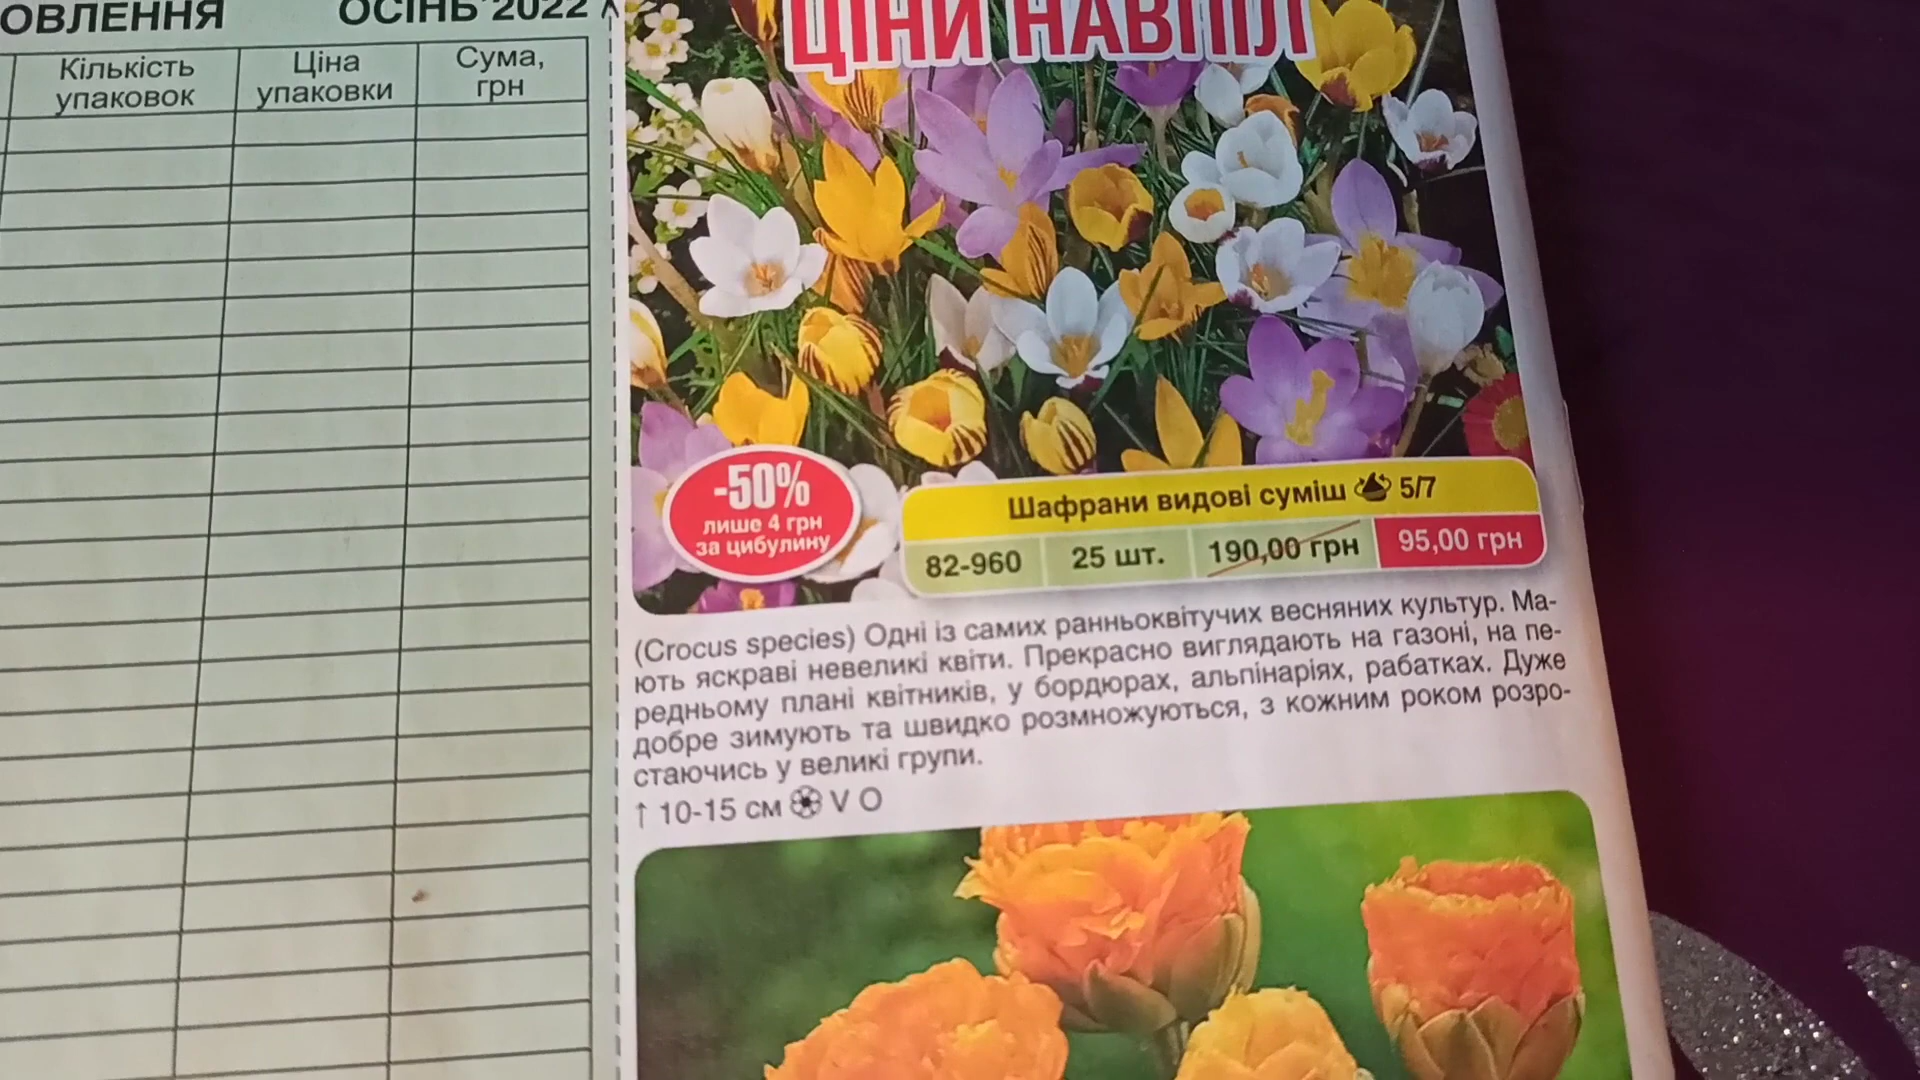 ОВЛЕННЯ ОСІНЬ'2022
Кількість упаковок
Ціна упаковки
Сума, грн
ЦІНИ НАВПІЛ
-50%
лише 4 грн
за цибулину
Шафрани видові суміш 5/7
82-960 25 шт. 190,00 грн 95,00 грн
(Crocus species) Одні із самих ранньоквітучих весняних культур. Ма-
ють яскраві невеликі квіти. Прекрасно виглядають на газоні, на пе-
редньому плані квітників, у бордюрах, альпінаріях, рабатках. Дуже
добре зимують та швидко розмножуються, з кожним роком розро-
стаючись у великі групи.
↑ 10-15 см V O